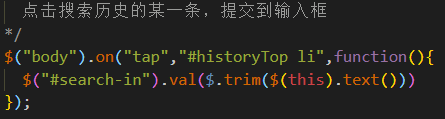 点击搜索历史的某一条，提交到输入框
*/
$("body").on("tap","#historyTop li",function(){
$("#search-in").val($.trim($(this).text()))
});